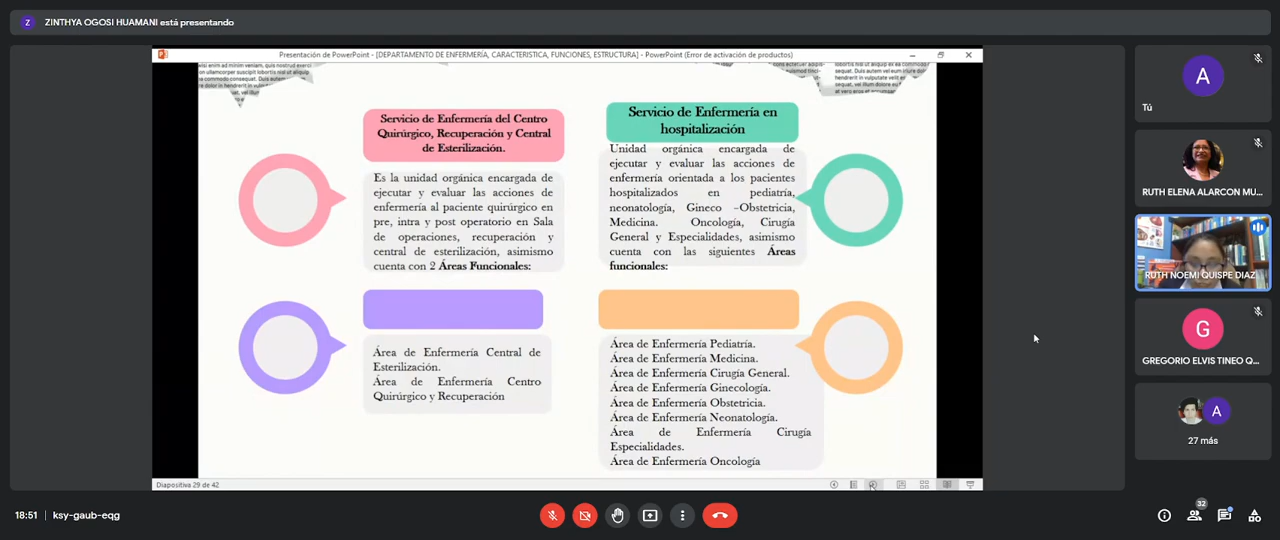 Z ZINTHYA OGOSI HUAMANI está presentando
Presentación de PowerPoint - [DEPARTAMENTO DE ENFERMERÍA, CARACTERISTICA, FUNCIONES, ESTRUCTURA] - PowerPoint (Error de activación de productos)
Servicio de Enfermería del Centro
Quirúrgico, Recuperación y Central
de Esterilización.
Es la unidad orgánica encargada de
ejecutar y evaluar las acciones de
enfermería al paciente quirúrgico en
pre, intra y post operatorio en Sala
de operaciones, recuperación y
central de esterilización, asimismo
cuenta con 2 Áreas Funcionales:
Área de Enfermería Central de
Esterilización.
Área de Enfermería Centro
Quirúrgico y Recuperación
Servicio de Enfermería en
hospitalización
Unidad orgánica encargada de
ejecutar y evaluar las acciones de
enfermería orientada a los pacientes
hospitalizados en pediatría,
neonatología, Gineco –Obstetricia,
Medicina. Oncología, Cirugía
General y Especialidades, asimismo
cuenta con las siguientes Áreas
funcionales:
Área de Enfermería Pediatría.
Área de Enfermería Medicina.
Área de Enfermería Cirugía General.
Área de Enfermería Ginecología.
Área de Enfermería Obstetricia.
Área de Enfermería Neonatología.
Área de Enfermería Cirugía
Especialidades.
Área de Enfermería Oncología
Diapositiva 29 de 42
A
Tú
RUTH ELENA ALARCON MU...
RUTH NOEMI QUISPE DIAZ
G
GREGORIO ELVIS TINEO Q...
A
27 más
18:51 | ksy-gaub-eqg
32